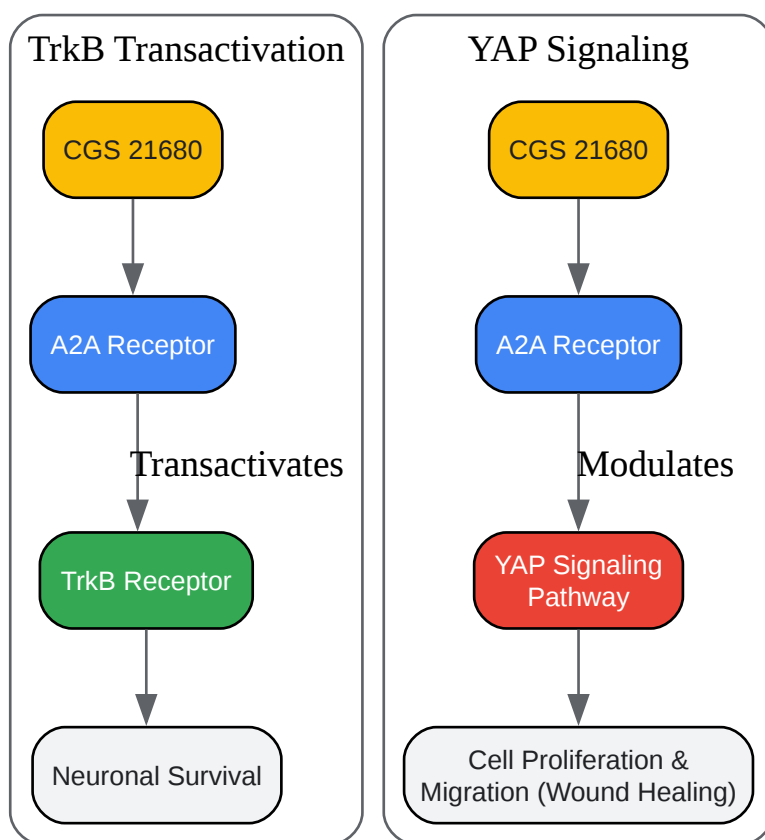 TrkB Transactivation
CGS 21680
A2A Receptor
Transactivates
TrkB Receptor
Neuronal Survival
YAP Signaling
CGS 21680
A2A Receptor
Modulates
YAP Signaling
Pathway
Cell Proliferation &
Migration (Wound Healing)